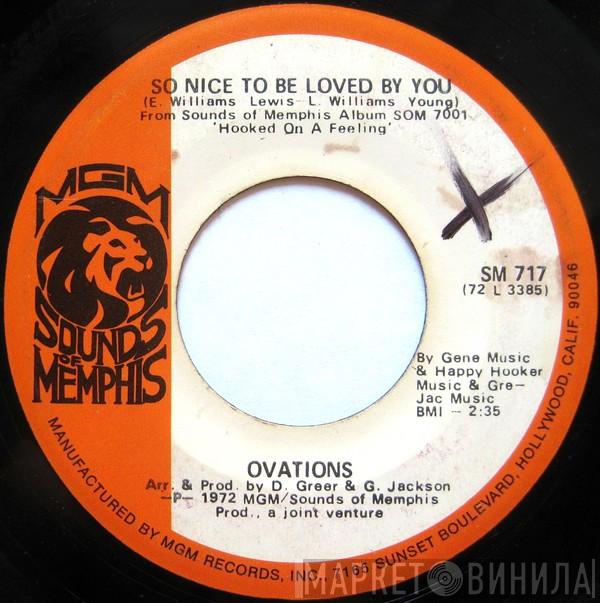 SO NICE TO BE LOVED BY YOU
(E. Williams Lewis- L. Williams Young)
From Sounds of Memphis Album SOM 7001
'Hooked On A Feeling'
MGM
SOUNDS
OF
MEMPHIS
SM 717
(72 L 3385)
By Gene Music
& Happy Hooker
Music & Gre-
Jac Music
BMI - 2:35
OVATIONS
Arr. & Prod. by D. Greer & G. Jackson
-P- 1972 MGM/Sounds of Memphis
Prod., a joint venture
MANUFACTURED BY MGM RECORDS, INC., 7165 SUNSET BOULEVARD, HOLLYWOOD, CALIF. 90046
МАРКЕТ ВИНИЛА!